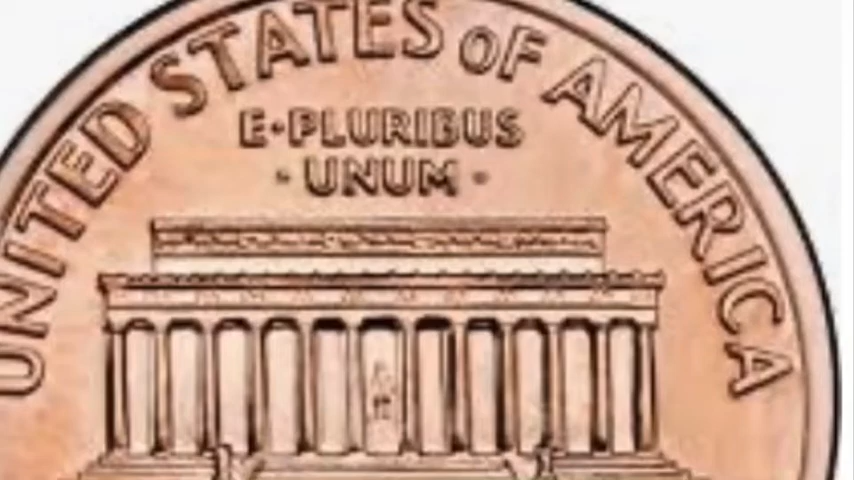 UNITED STATES OF AMERICA
E·PLURIBUS
·UNUM·